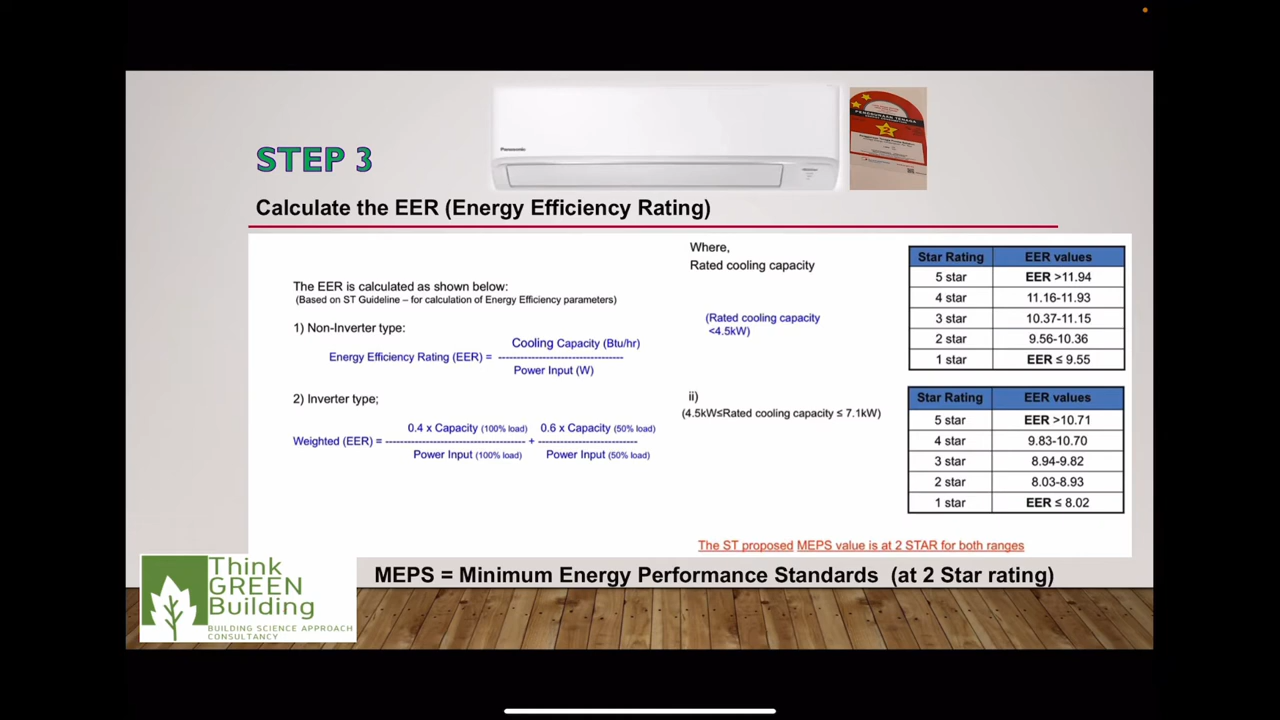 STEP 3
Panasonic
PENGGUNAAN TENAGA
2
Calculate the EER (Energy Efficiency Rating)
The EER is calculated as shown below:
(Based on ST Guideline – for calculation of Energy Efficiency parameters)
1) Non-Inverter type:
Cooling Capacity (Btu/hr)
Energy Efficiency Rating (EER) = ------------------------------------
Power Input (W)
2) Inverter type;
0.4 x Capacity (100% load) 0.6 x Capacity (50% load)
Weighted (EER) = ---------------------------------------- + ----------------------------
Power Input (100% load) Power Input (50% load)
Where,
Rated cooling capacity
(Rated cooling capacity
<4.5kW)
ii)
(4.5kW≤Rated cooling capacity ≤ 7.1kW)
Star Rating EER values
5 star EER >11.94
4 star 11.16-11.93
3 star 10.37-11.15
2 star 9.56-10.36
1 star EER ≤ 9.55
Star Rating EER values
5 star EER >10.71
4 star 9.83-10.70
3 star 8.94-9.82
2 star 8.03-8.93
1 star EER ≤ 8.02
The ST proposed MEPS value is at 2 STAR for both ranges
MEPS = Minimum Energy Performance Standards (at 2 Star rating)
Think
GREEN
Building
BUILDING SCIENCE APPROACH
CONSULTANCY